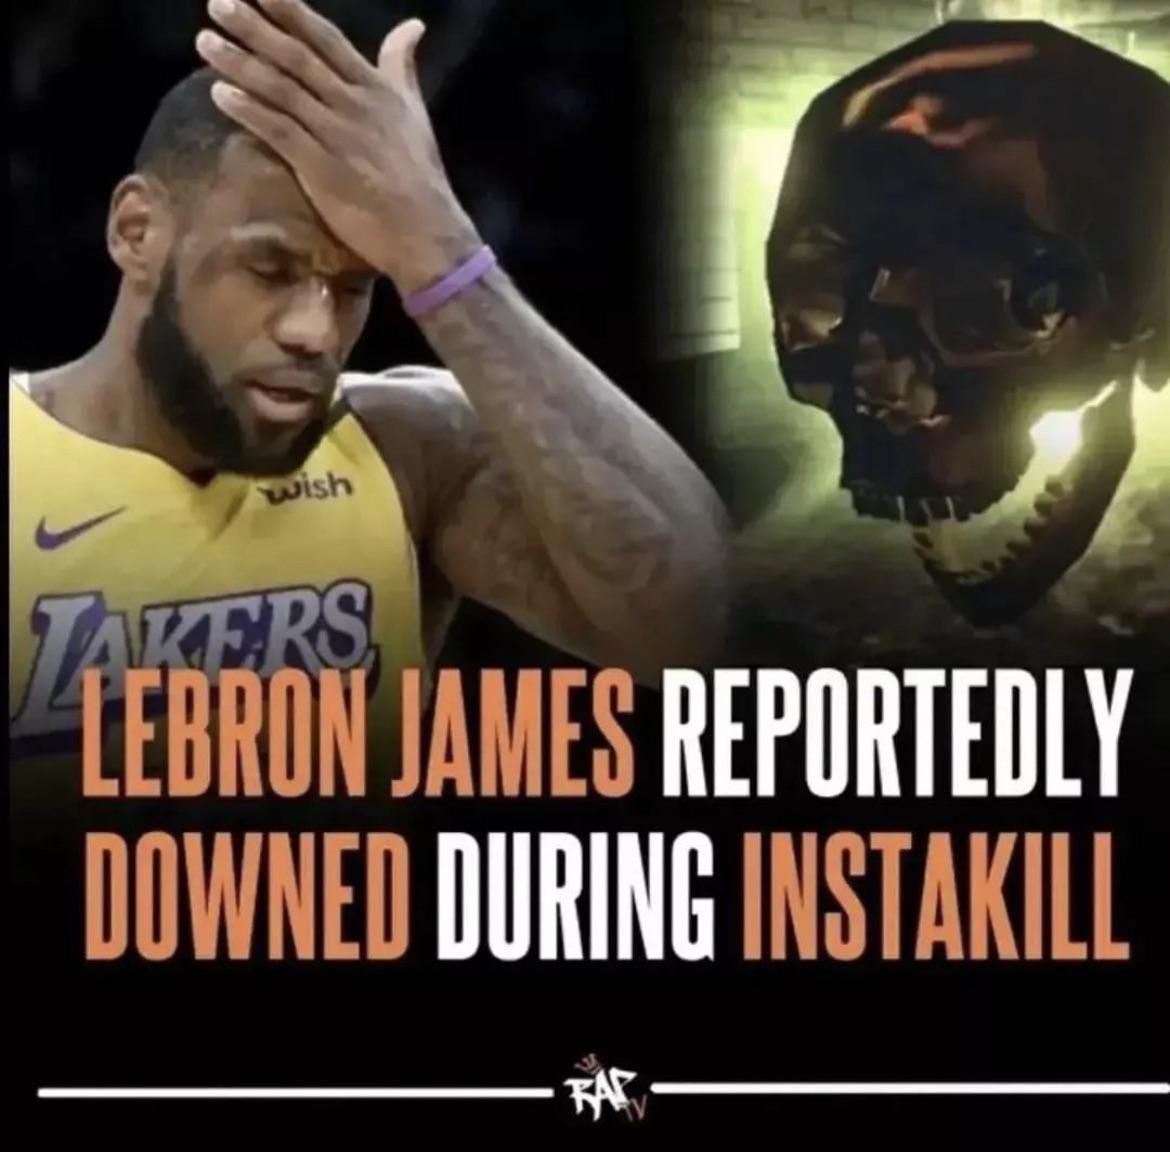 wish
LAKERS
LEBRON JAMES REPORTEDLY
DOWNED DURING INSTAKILL
RAP
TV